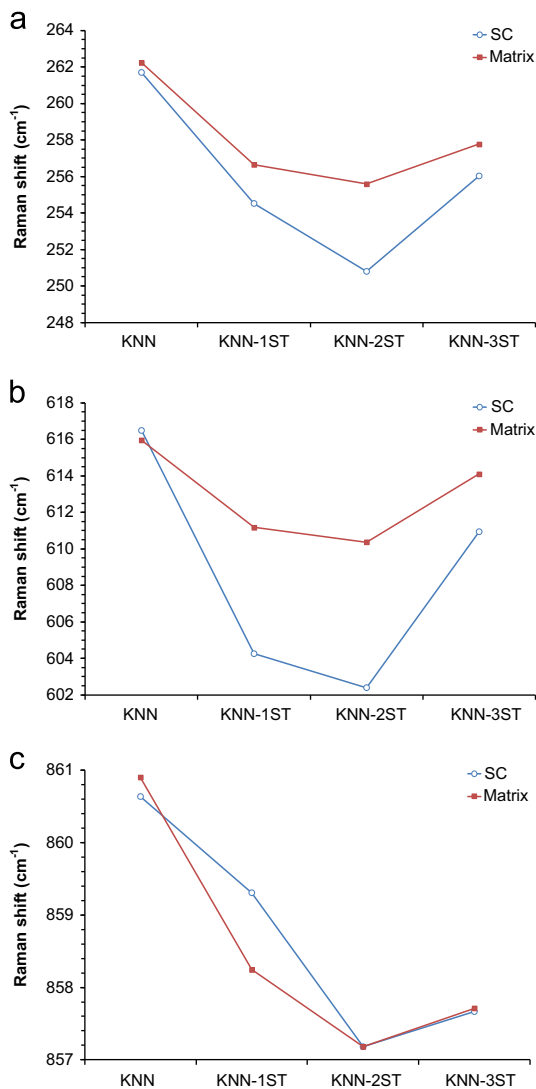 a
264
262
260
258
256
254
252
250
248
Raman shift (cm⁻¹)
SC
Matrix
KNN KNN-1ST KNN-2ST KNN-3ST
b
618
616
614
610
606
604
602
Raman shift (cm⁻¹)
SC
Matrix
KNN KNN-1ST KNN-2ST KNN-3ST
c
861
860
859
858
857
Raman shift (cm⁻¹)
SC
Matrix
KNN KNN-1ST KNN-2ST KNN-3ST